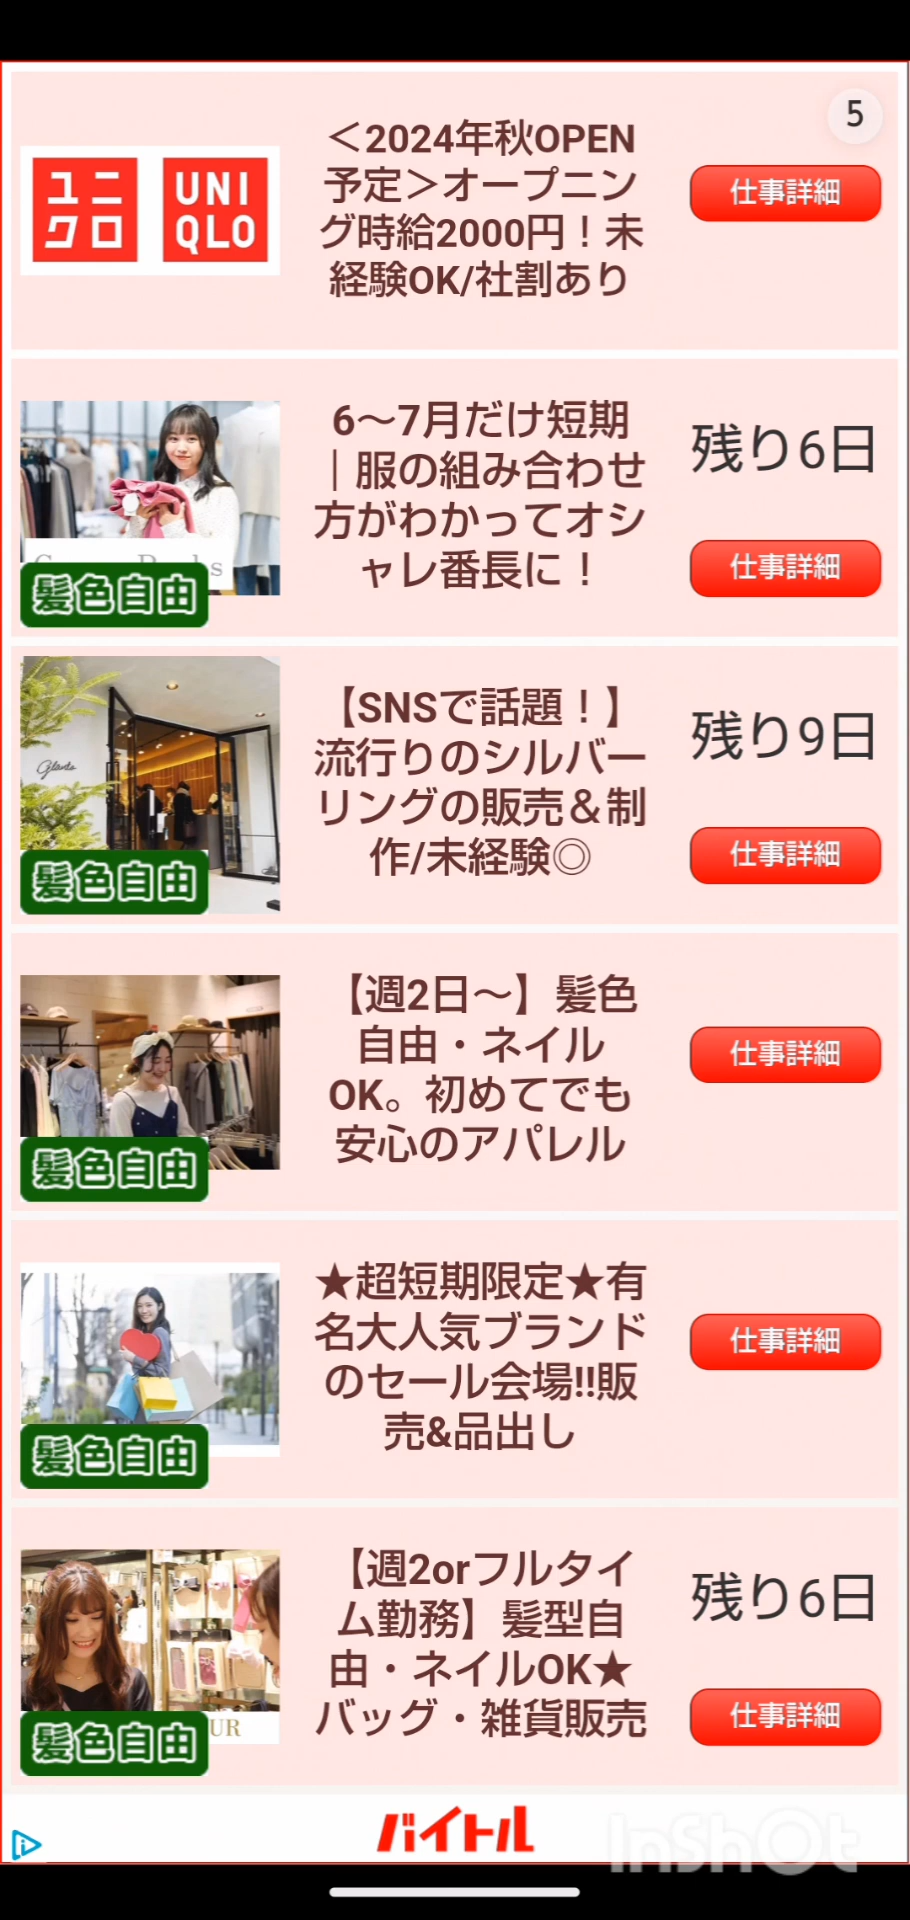 5
ユニクロ
UNIQLO
＜2024年秋OPEN
予定＞オープニン
グ時給2000円！未
経験OK/社割あり
仕事詳細
6〜7月だけ短期
｜服の組み合わせ
方がわかってオシ
ャレ番長に！
残り6日
仕事詳細
髪色自由
【SNSで話題！】
流行りのシルバー
リングの販売＆制
作/未経験◎
残り9日
仕事詳細
髪色自由
【週2日〜】髪色
自由・ネイル
OK。初めてでも
安心のアパレル
仕事詳細
髪色自由
★超短期限定★有
名大人気ブランド
のセール会場!!販
売&品出し
仕事詳細
髪色自由
【週2orフルタイ
ム勤務】髪型自
由・ネイルOK★
バッグ・雑貨販売
残り6日
仕事詳細
UR
髪色自由
バイトル
InShOt